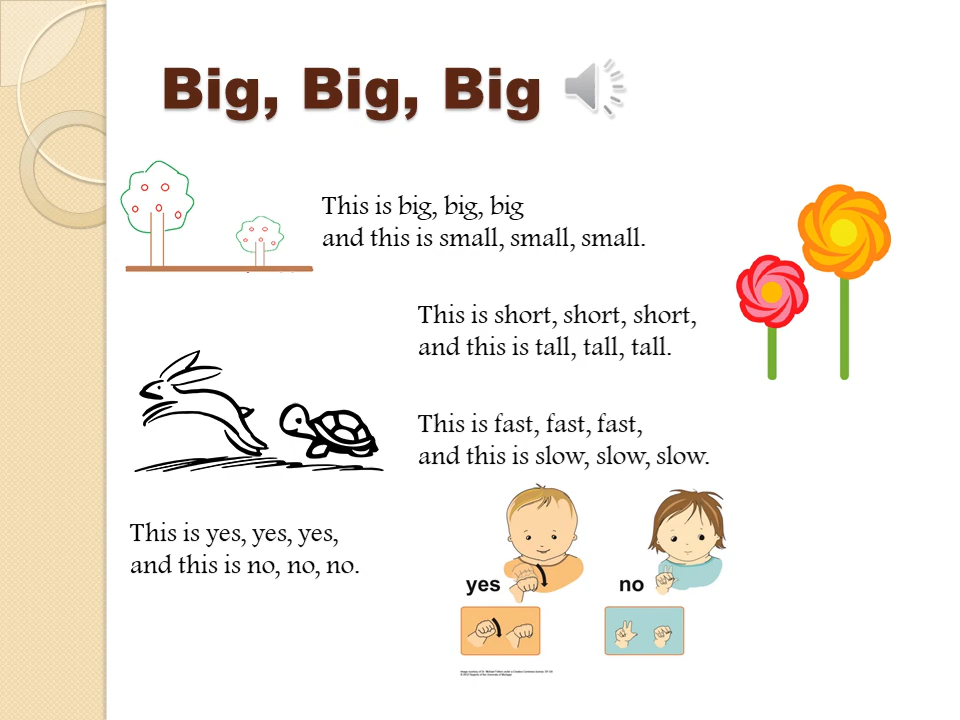 Big, Big, Big
This is big, big, big
and this is small, small, small.
This is short, short, short,
and this is tall, tall, tall.
This is fast, fast, fast,
and this is slow, slow, slow.
This is yes, yes, yes,
and this is no, no, no.
yes
no